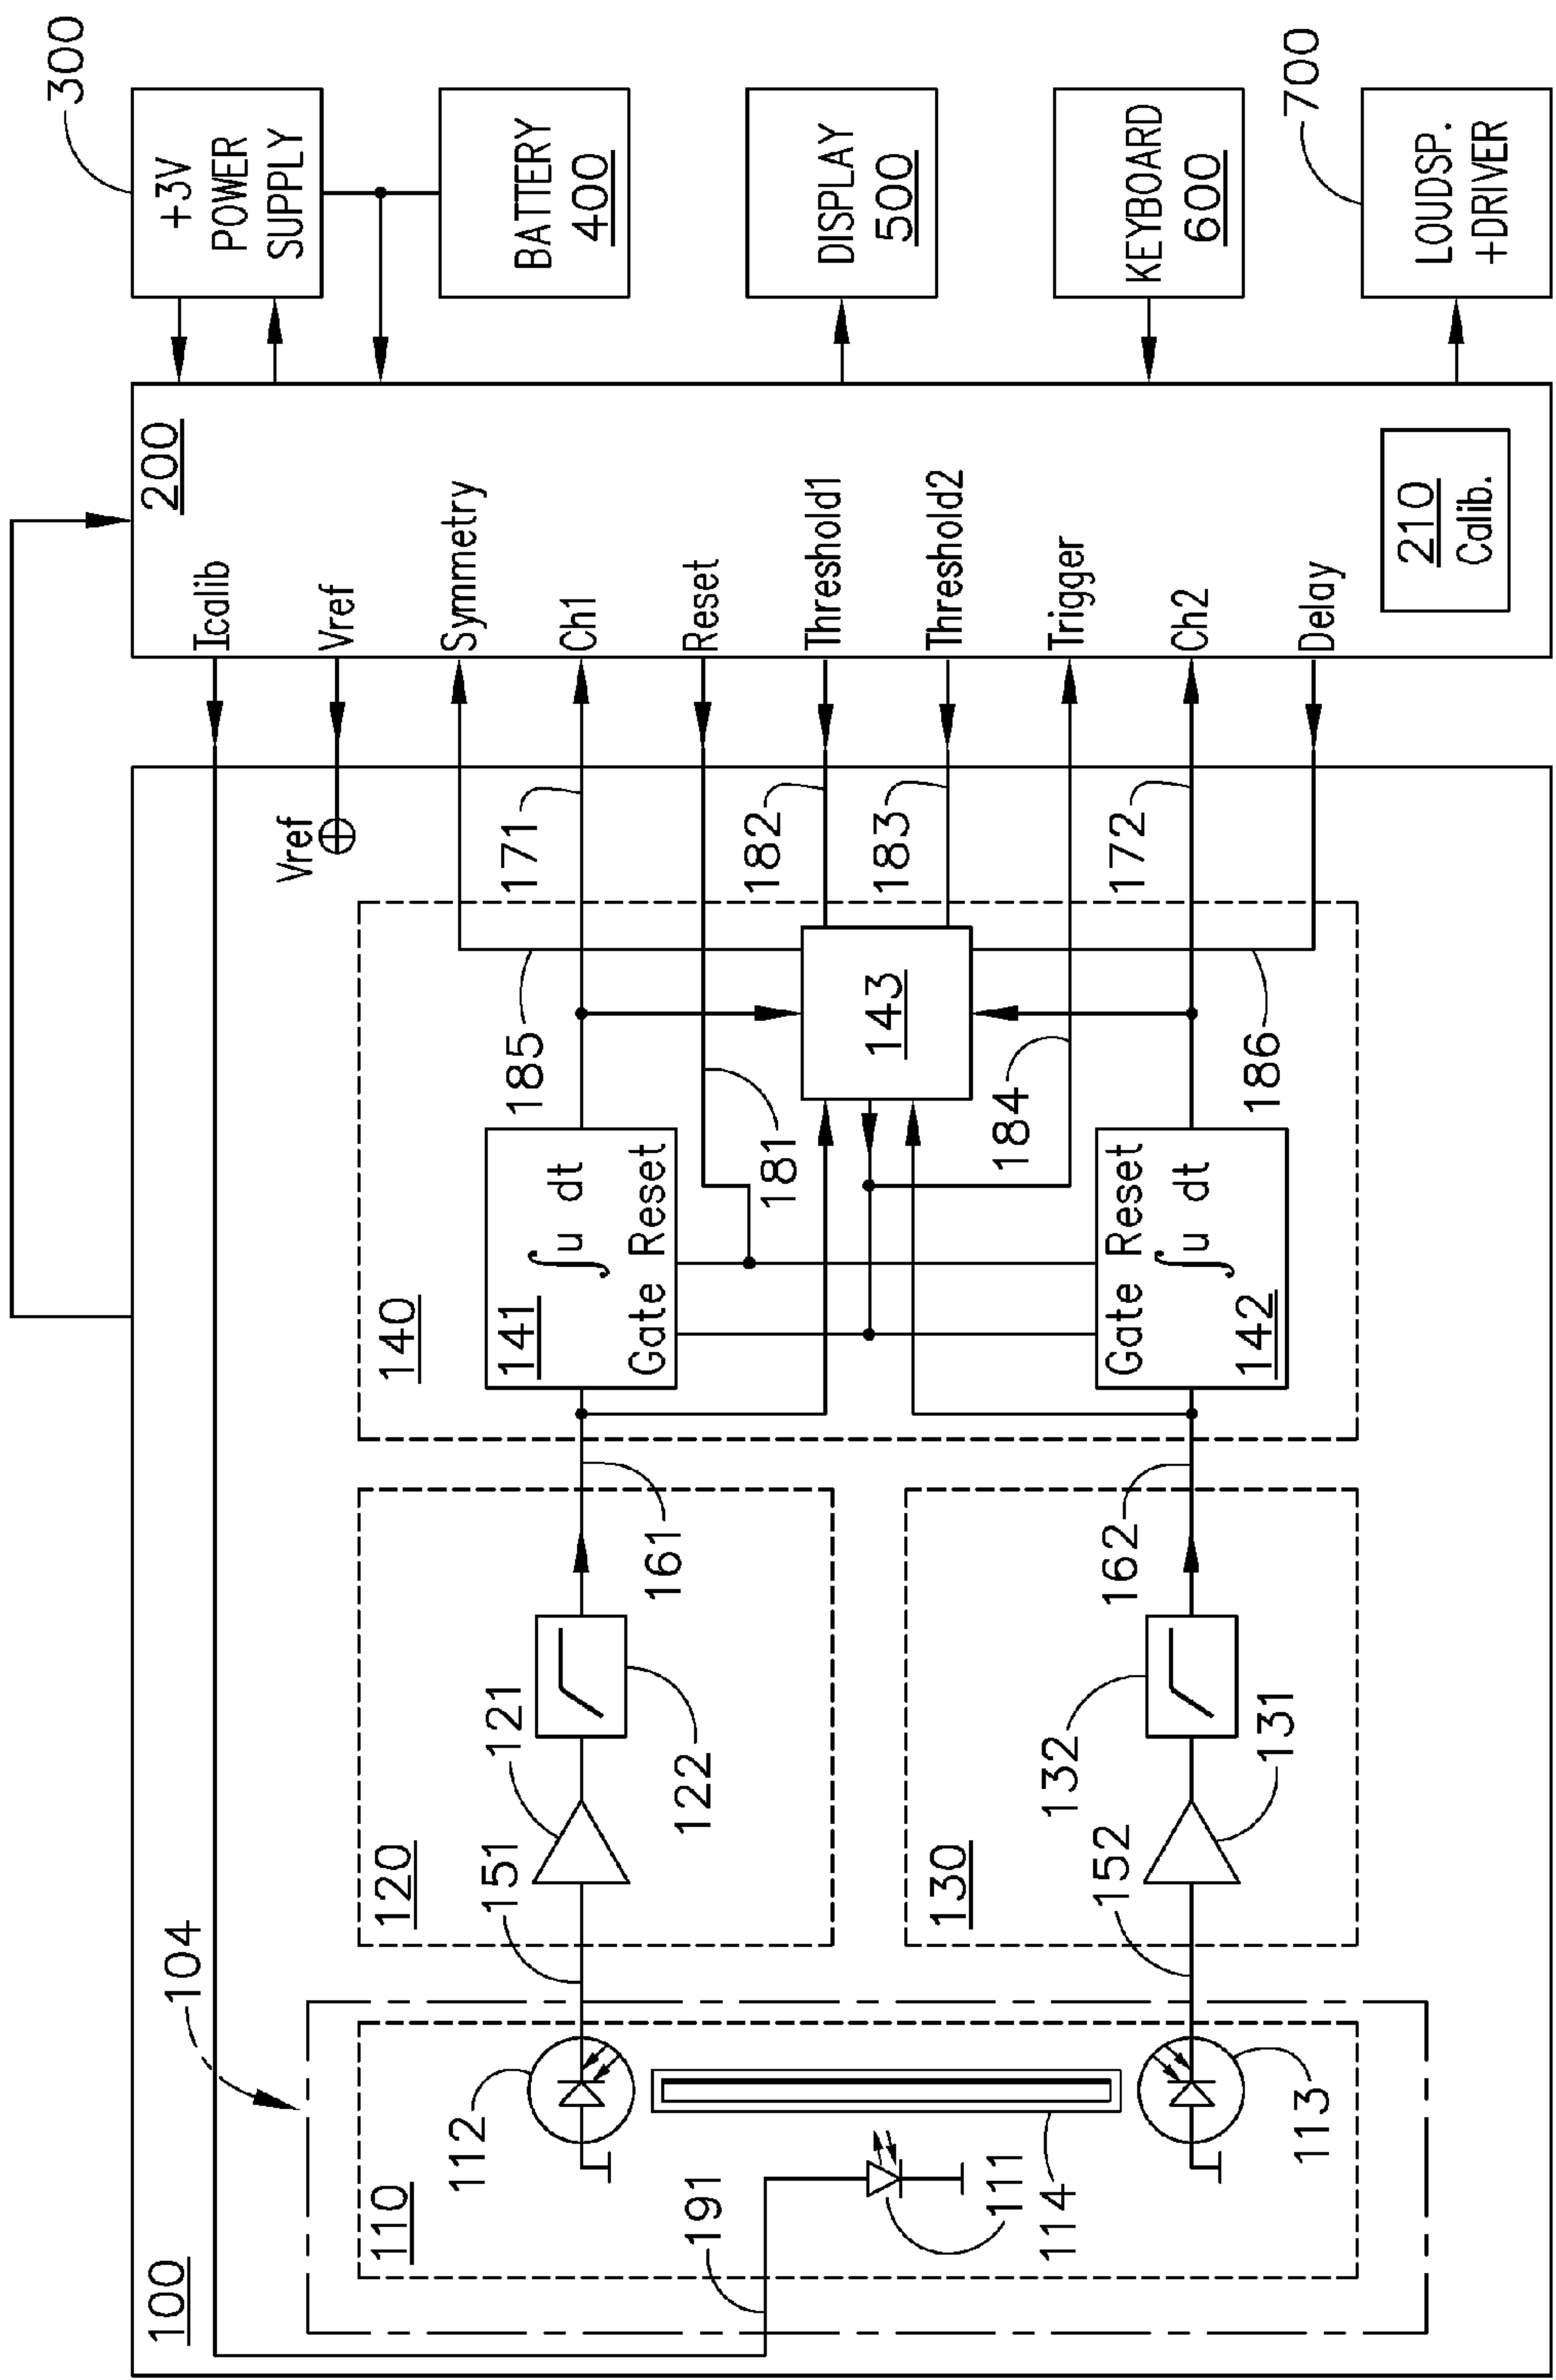 100
104
110
112
113
111
114
191
120
151
121
122
161
130
152
131
132
162
140
141
∫u dt
Gate Reset
142
∫u dt
Gate Reset
143
181
184
185
186
171
182
183
172
Vref
200
Icalib
Vref
Symmetry
Ch1
Reset
Threshold1
Threshold2
Trigger
Ch2
Delay
210
Calib.
300
+3V
POWER
SUPPLY
BATTERY
400
DISPLAY
500
KEYBOARD
600
700
LOUDSP.
+DRIVER